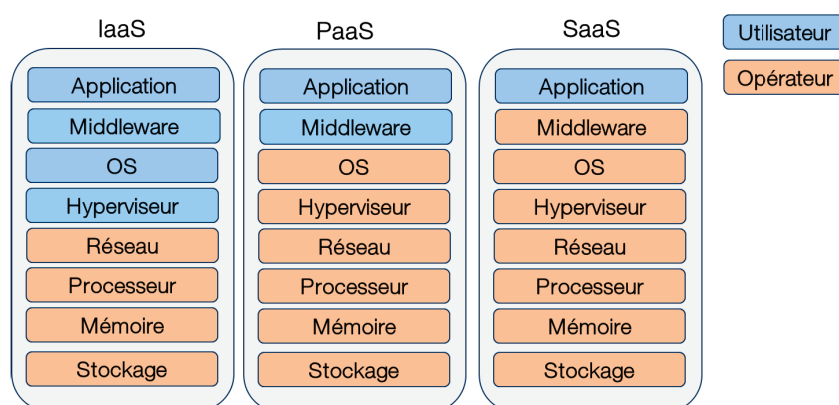 IaaS
Application
Middleware
OS
Hyperviseur
Réseau
Processeur
Mémoire
Stockage
PaaS
Application
Middleware
OS
Hyperviseur
Réseau
Processeur
Mémoire
Stockage
SaaS
Application
Middleware
OS
Hyperviseur
Réseau
Processeur
Mémoire
Stockage
Utilisateur
Opérateur